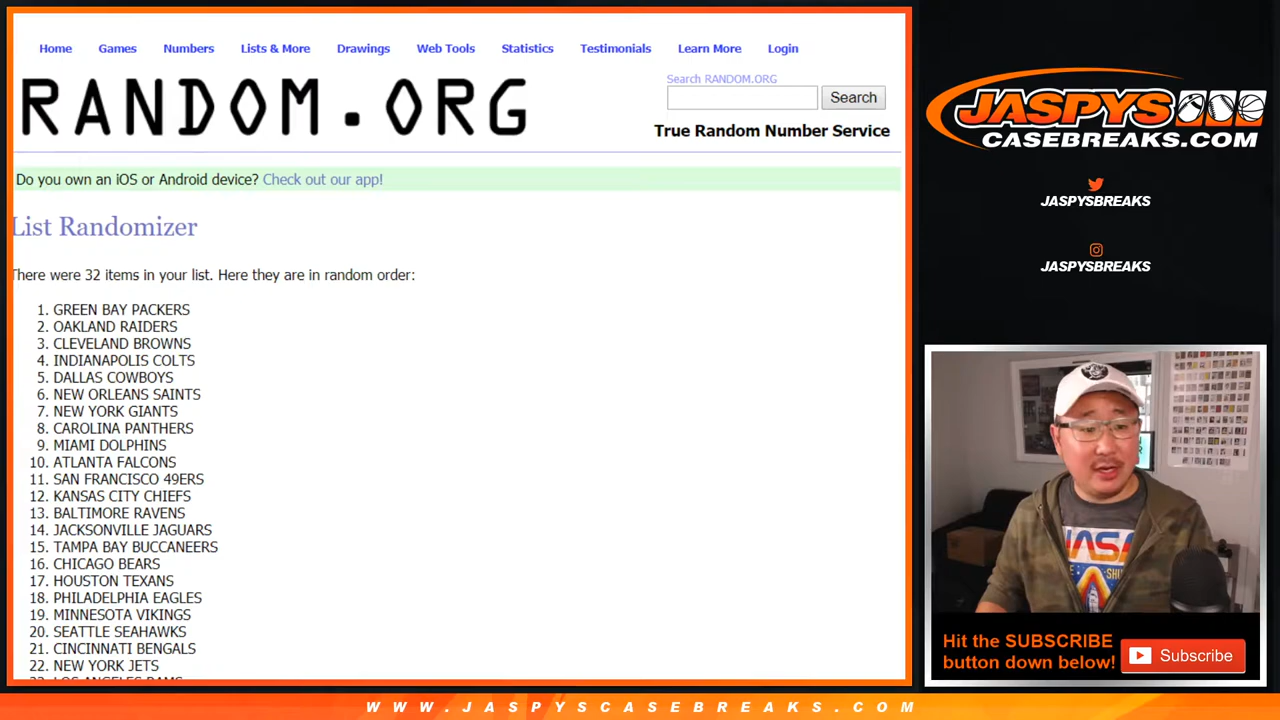 Home Games Numbers Lists & More Drawings Web Tools Statistics Testimonials Learn More Login
RANDOM.ORG
Search RANDOM.ORG
Search
True Random Number Service
Do you own an iOS or Android device? Check out our app!
List Randomizer
There were 32 items in your list. Here they are in random order:
1. GREEN BAY PACKERS
2. OAKLAND RAIDERS
3. CLEVELAND BROWNS
4. INDIANAPOLIS COLTS
5. DALLAS COWBOYS
6. NEW ORLEANS SAINTS
7. NEW YORK GIANTS
8. CAROLINA PANTHERS
9. MIAMI DOLPHINS
10. ATLANTA FALCONS
11. SAN FRANCISCO 49ERS
12. KANSAS CITY CHIEFS
13. BALTIMORE RAVENS
14. JACKSONVILLE JAGUARS
15. TAMPA BAY BUCCANEERS
16. CHICAGO BEARS
17. HOUSTON TEXANS
18. PHILADELPHIA EAGLES
19. MINNESOTA VIKINGS
20. SEATTLE SEAHAWKS
21. CINCINNATI BENGALS
22. NEW YORK JETS
23. LOS ANGELES RAMS
JASPYS
CASEBREAKS.COM
JASPYSBREAKS
JASPYSBREAKS
NASA
Hit the SUBSCRIBE
button down below!
Subscribe
WWW.JASPYSCASEBREAKS.COM